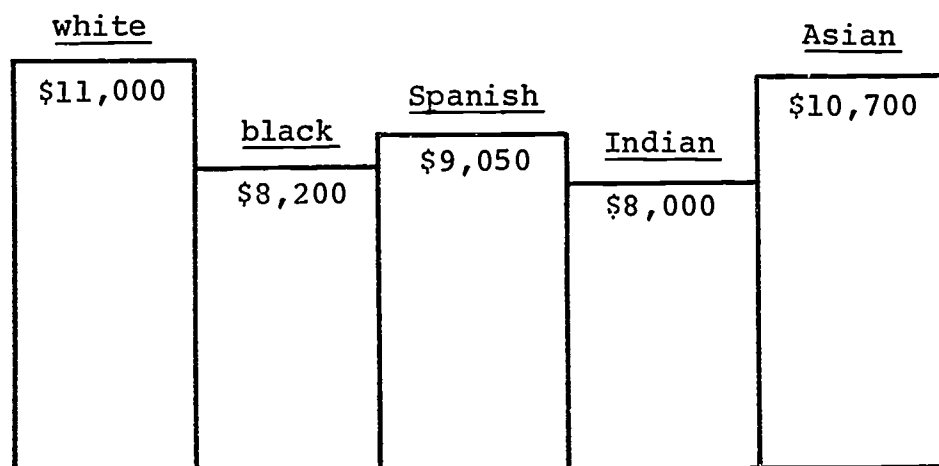 white
$11,000
black
$8,200
Spanish
$9,050
Indian
$8,000
Asian
$10,700